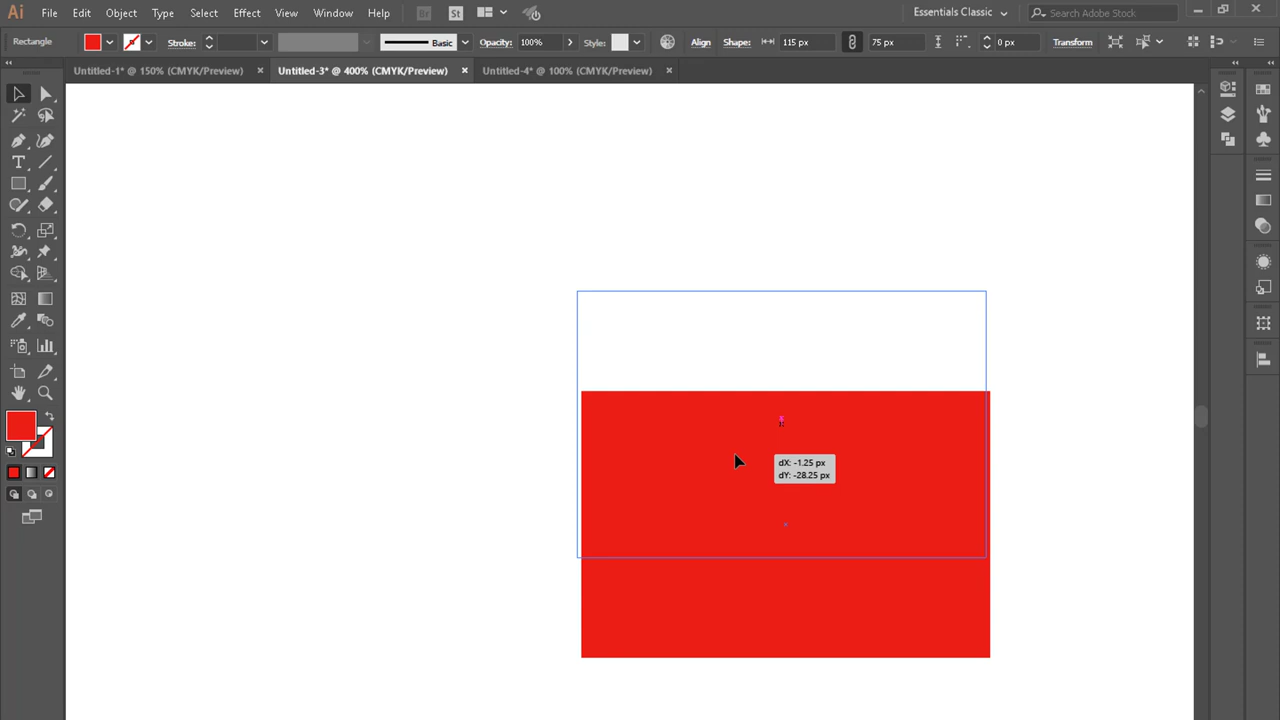 Ai File Edit Object Type Select Effect View Window Help Br St Essentials Classic Search Adobe Stock
Rectangle Stroke: Basic Opacity: 100% Style: Align Shape: 115 px 75 px 0 px Transform
Untitled-1* @ 150% (CMYK/Preview) Untitled-3* @ 400% (CMYK/Preview) Untitled-4* @ 100% (CMYK/Preview)
dX: -1.25 px
dY: -28.25 px